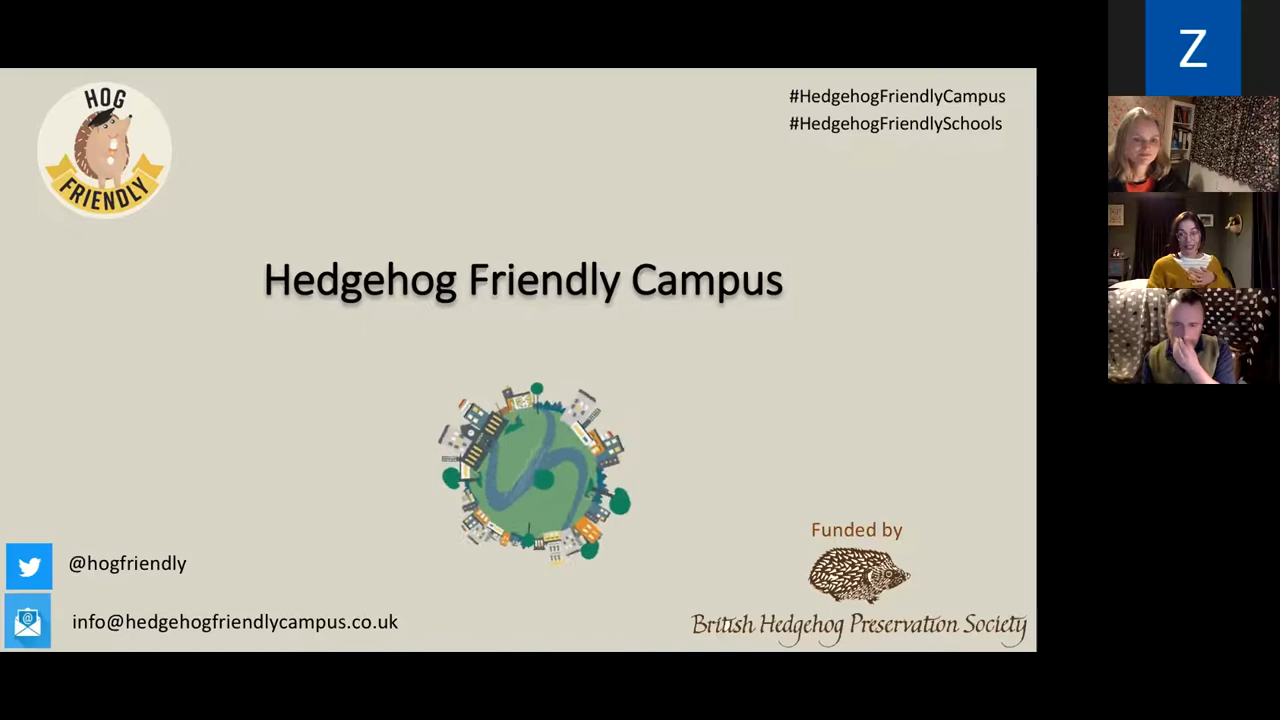 HOG
FRIENDLY
#HedgehogFriendlyCampus
#HedgehogFriendlySchools
Z
Hedgehog Friendly Campus
@hogfriendly
info@hedgehogfriendlycampus.co.uk
Funded by
British Hedgehog Preservation Society